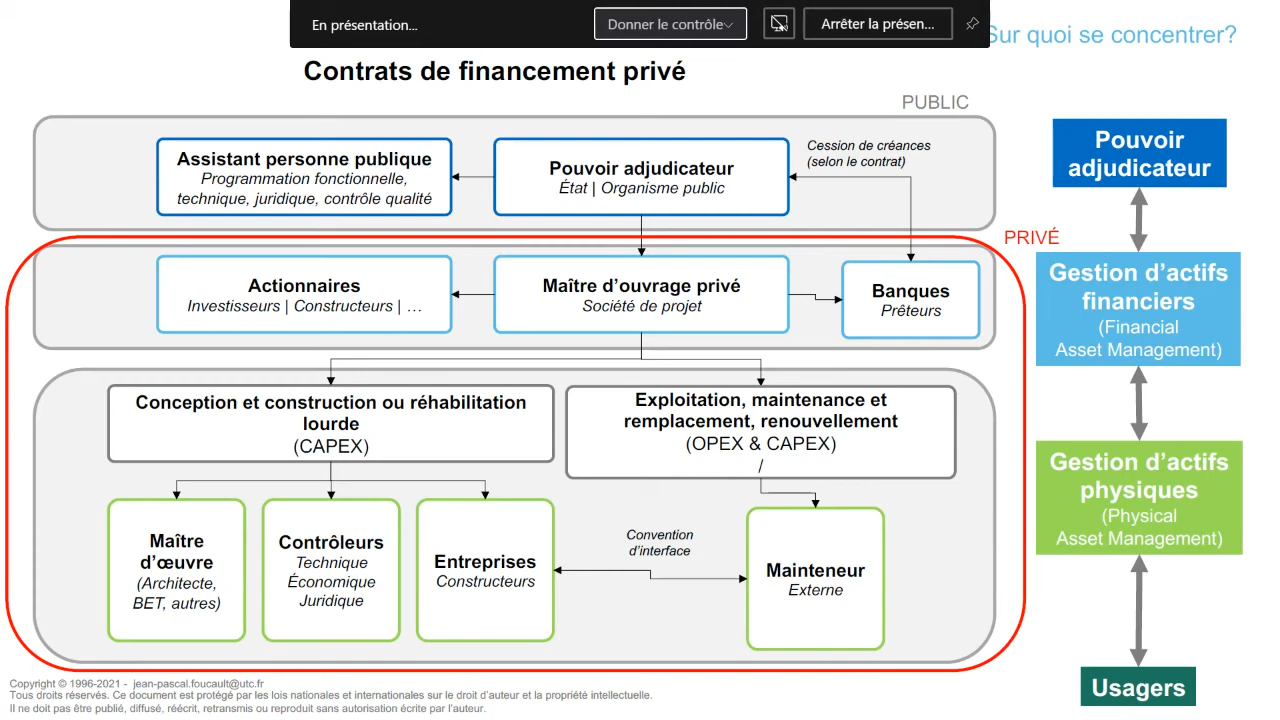 En présentation...
Donner le contrôle
Arrêter la présen...
Sur quoi se concentrer?
Contrats de financement privé
PUBLIC
Assistant personne publique
Programmation fonctionnelle,
technique, juridique, contrôle qualité
Pouvoir adjudicateur
État | Organisme public
Cession de créances
(selon le contrat)
PRIVÉ
Actionnaires
Investisseurs | Constructeurs | …
Maître d’ouvrage privé
Société de projet
Banques
Prêteurs
Conception et construction ou réhabilitation
lourde
(CAPEX)
Exploitation, maintenance et
remplacement, renouvellement
(OPEX & CAPEX)
/
Maître
d’œuvre
(Architecte,
BET, autres)
Contrôleurs
Technique
Économique
Juridique
Entreprises
Constructeurs
Convention
d’interface
Mainteneur
Externe
Pouvoir
adjudicateur
Gestion d’actifs
financiers
(Financial
Asset Management)
Gestion d’actifs
physiques
(Physical
Asset Management)
Usagers
Copyright © 1996-2021 - jean-pascal.foucault@utc.fr
Tous droits réservés. Ce document est protégé par les lois nationales et internationales sur le droit d’auteur et la propriété intellectuelle.
Il ne doit pas être publié, diffusé, réécrit, retransmis ou reproduit sans autorisation écrite par l’auteur.